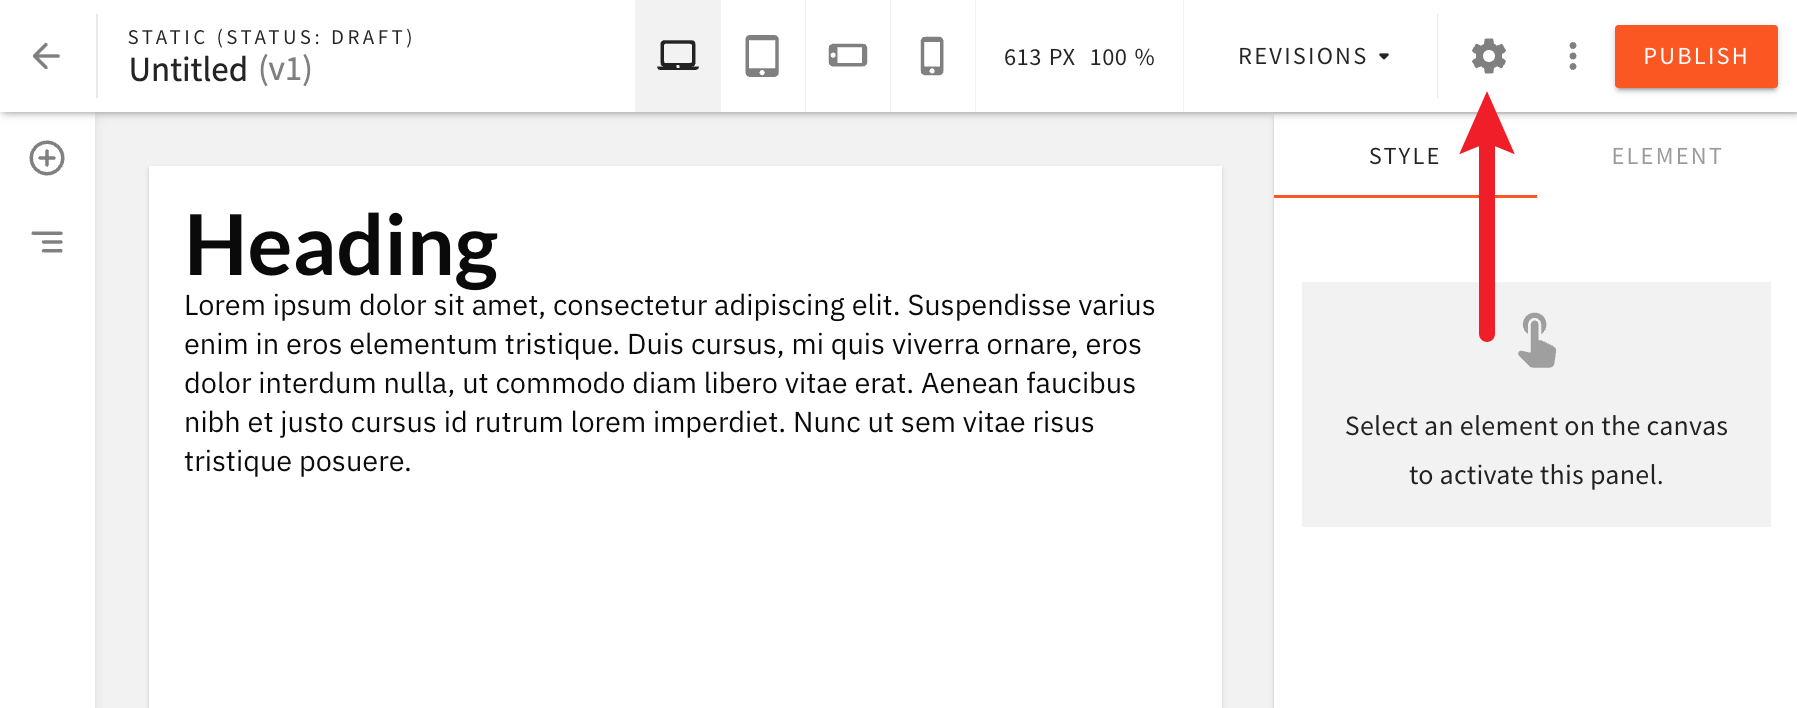 STATIC (STATUS: DRAFT)
Untitled (v1)
613 PX 100 %
REVISIONS
PUBLISH
STYLE
ELEMENT
Heading
Lorem ipsum dolor sit amet, consectetur adipiscing elit. Suspendisse varius
enim in eros elementum tristique. Duis cursus, mi quis viverra ornare, eros
dolor interdum nulla, ut commodo diam libero vitae erat. Aenean faucibus
nibh et justo cursus id rutrum lorem imperdiet. Nunc ut sem vitae risus
tristique posuere.
Select an element on the canvas
to activate this panel.